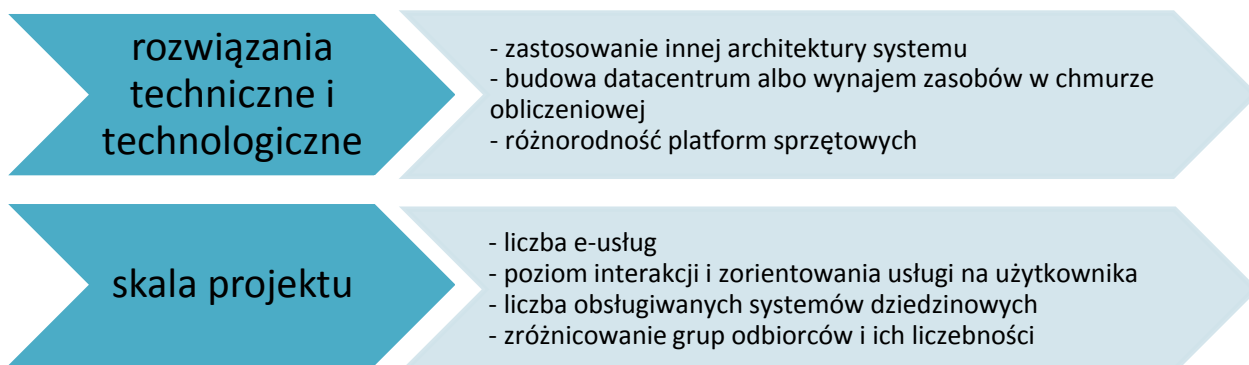 rozwiązania
techniczne i
technologiczne
- zastosowanie innej architektury systemu
- budowa datacentrum albo wynajem zasobów w chmurze
obliczeniowej
- różnorodność platform sprzętowych
skala projektu
- liczba e-usług
- poziom interakcji i zorientowania usługi na użytkownika
- liczba obsługiwanych systemów dziedzinowych
- zróżnicowanie grup odbiorców i ich liczebności